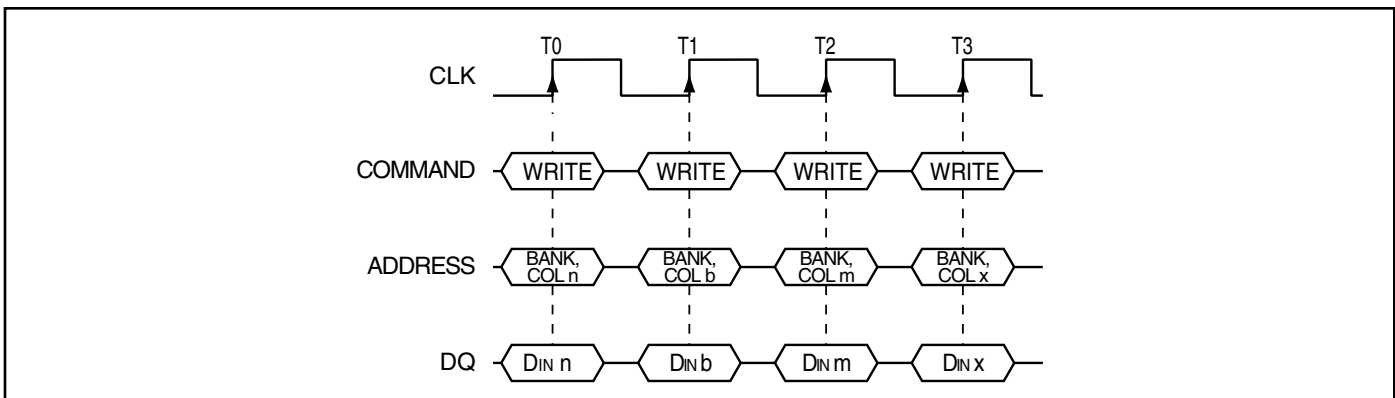 T0 T1 T2 T3
CLK
COMMAND WRITE WRITE WRITE WRITE
ADDRESS BANK, COL n BANK, COL b BANK, COL m BANK, COL x
DQ DIN n DIN b DIN m DIN x